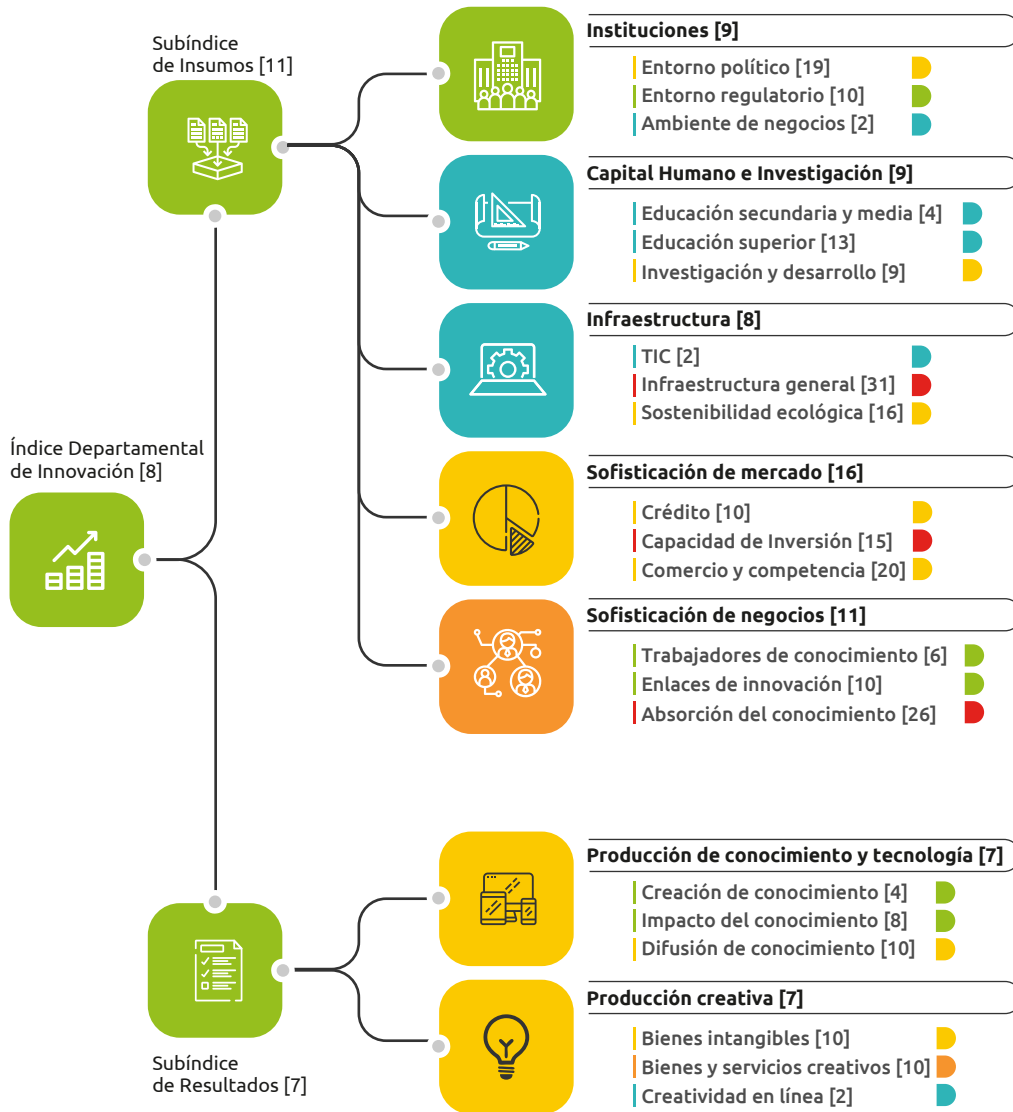 Subíndice
de Insumos [11]
Instituciones [9]
Entorno político [19]
Entorno regulatorio [10]
Ambiente de negocios [2]
Capital Humano e Investigación [9]
Educación secundaria y media [4]
Educación superior [13]
Investigación y desarrollo [9]
Infraestructura [8]
TIC [2]
Infraestructura general [31]
Sostenibilidad ecológica [16]
Índice Departamental
de Innovación [8]
Sofisticación de mercado [16]
Crédito [10]
Capacidad de Inversión [15]
Comercio y competencia [20]
Sofisticación de negocios [11]
Trabajadores de conocimiento [6]
Enlaces de innovación [10]
Absorción del conocimiento [26]
Producción de conocimiento y tecnología [7]
Creación de conocimiento [4]
Impacto del conocimiento [8]
Difusión de conocimiento [10]
Producción creativa [7]
Bienes intangibles [10]
Bienes y servicios creativos [10]
Creatividad en línea [2]
Subíndice
de Resultados [7]